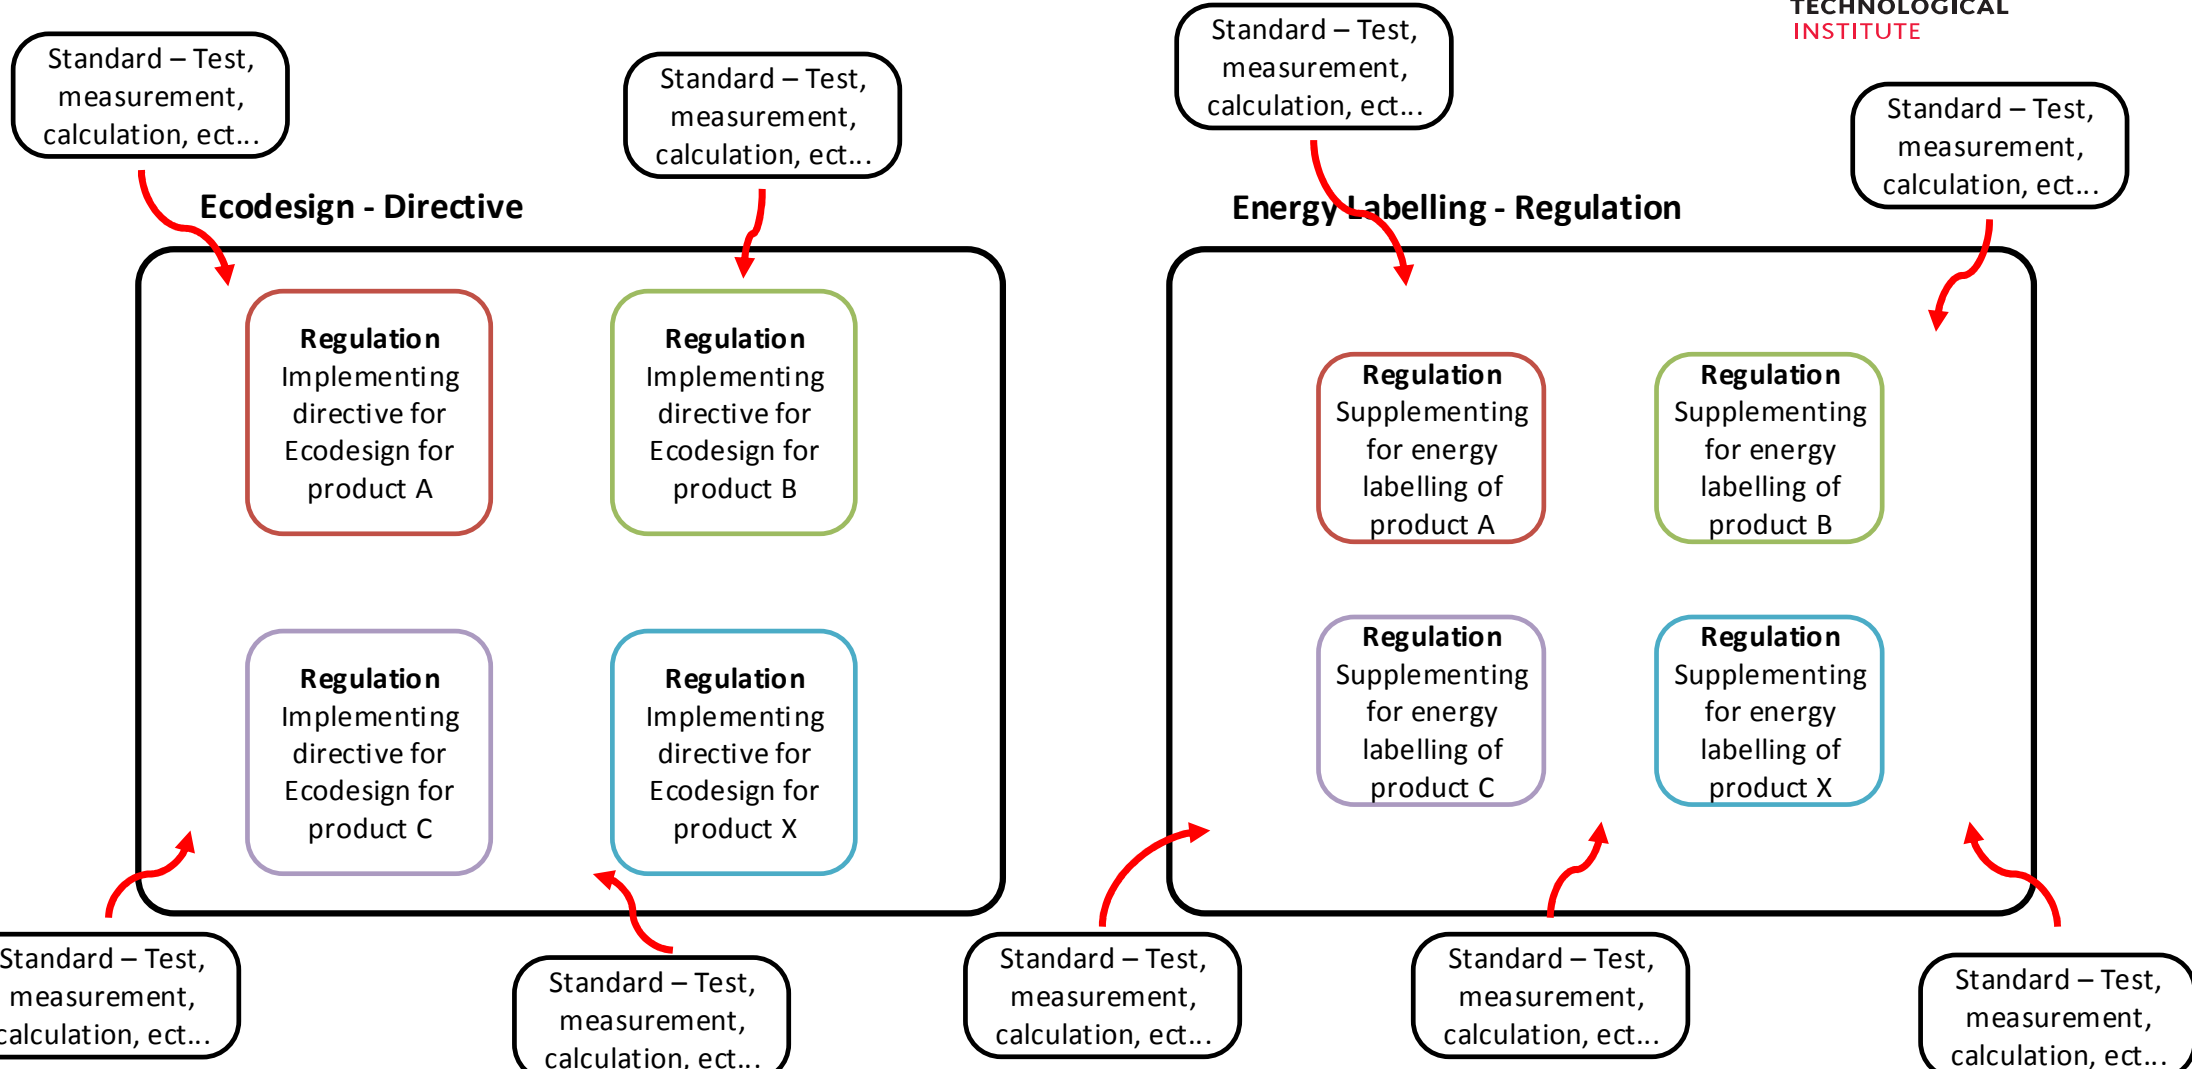 TECHNOLOGICAL
INSTITUTE
Standard – Test,
measurement,
calculation, ect...
Standard – Test,
measurement,
calculation, ect...
Standard – Test,
measurement,
calculation, ect...
Standard – Test,
measurement,
calculation, ect...
Ecodesign - Directive
Regulation
Implementing
directive for
Ecodesign for
product A
Regulation
Implementing
directive for
Ecodesign for
product B
Regulation
Implementing
directive for
Ecodesign for
product C
Regulation
Implementing
directive for
Ecodesign for
product X
Energy Labelling - Regulation
Regulation
Supplementing
for energy
labelling of
product A
Regulation
Supplementing
for energy
labelling of
product B
Regulation
Supplementing
for energy
labelling of
product C
Regulation
Supplementing
for energy
labelling of
product X
Standard – Test,
measurement,
calculation, ect...
Standard – Test,
measurement,
calculation, ect...
Standard – Test,
measurement,
calculation, ect...
Standard – Test,
measurement,
calculation, ect...
Standard – Test,
measurement,
calculation, ect...